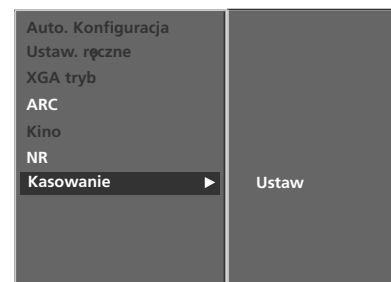 Auto. Konfiguracja
Ustaw. ręczne
XGA tryb
ARC
Kino
NR
Kasowanie ►
Ustaw